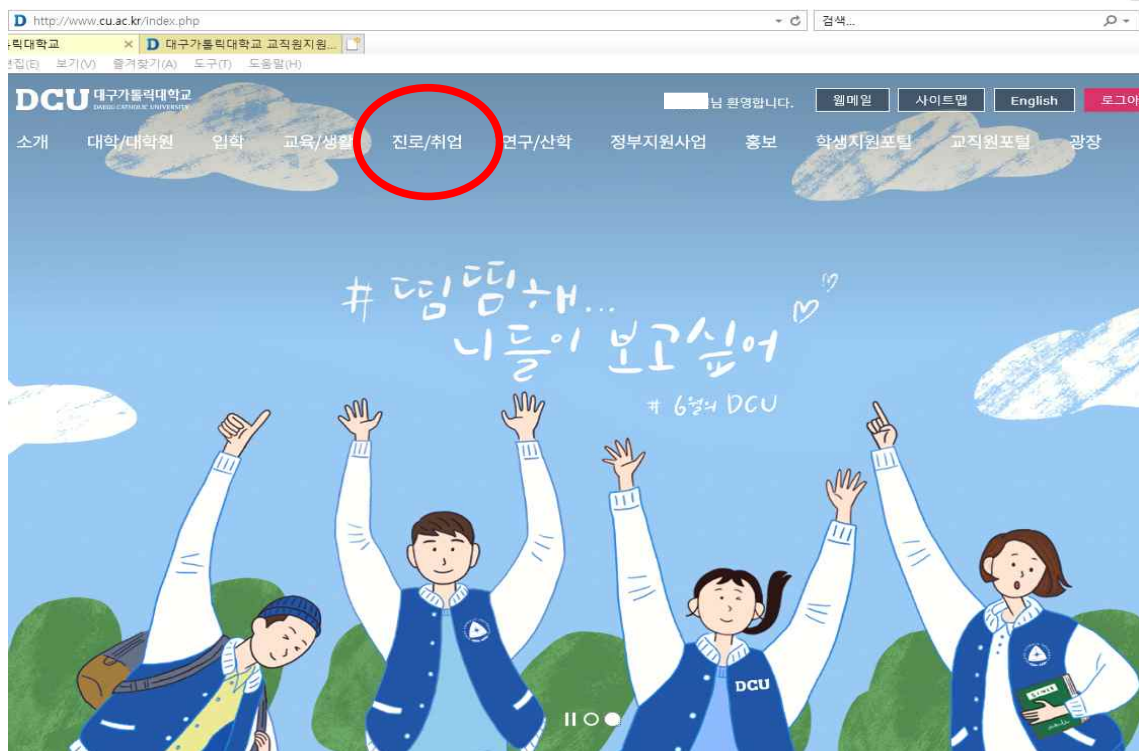 http://www.cu.ac.kr/index.php
검색...
릭대학교
대구가톨릭대학교 교직원지원...
편집(E) 보기(V) 즐겨찾기(A) 도구(T) 도움말(H)
DCU 대구가톨릭대학교
DAEGU CATHOLIC UNIVERSITY
님 환영합니다. 웹메일 사이트맵 English 로그아
소개 대학/대학원 입학 교육/생활 진로/취업 연구/산학 정부지원사업 홍보 학생지원포털 교직원포털 광장
# 띰띰해...
니들이 보고싶어
# 6월의 DCU
DCU